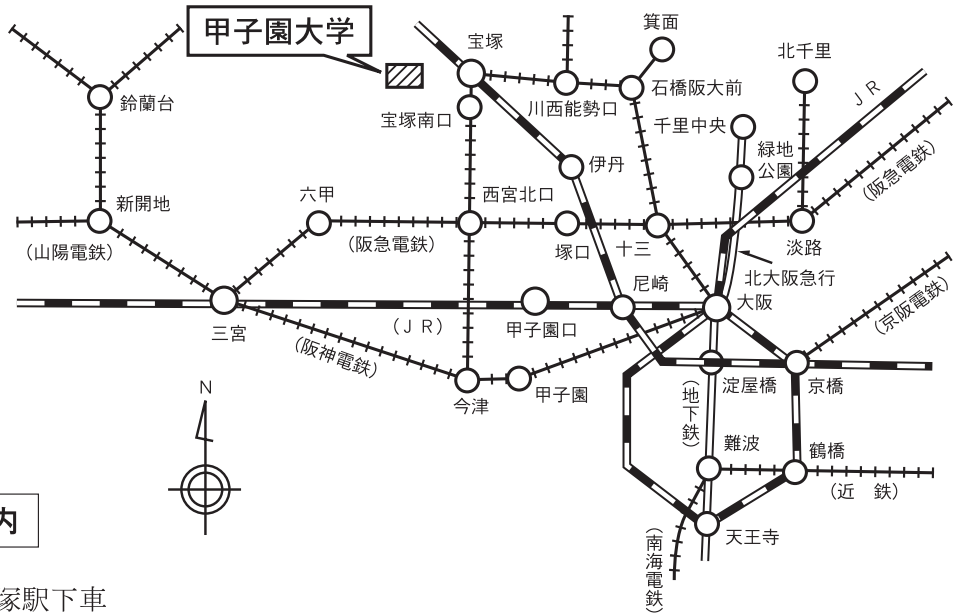 甲子園大学
宝塚
箕面
北千里
JR
鈴蘭台
宝塚南口
川西能勢口
石橋阪大前
千里中央
緑地
公園
(阪急電鉄)
伊丹
新開地
六甲
西宮北口
(山陽電鉄)
(阪急電鉄)
塚口
十三
淡路
北大阪急行
尼崎
大阪
三宮
(JR)
甲子園口
(京阪電鉄)
(阪神電鉄)
今津
甲子園
淀屋橋
京橋
(地下鉄)
N
難波
鶴橋
(近 鉄)
天王寺
(南海電鉄)
内
塚駅下車